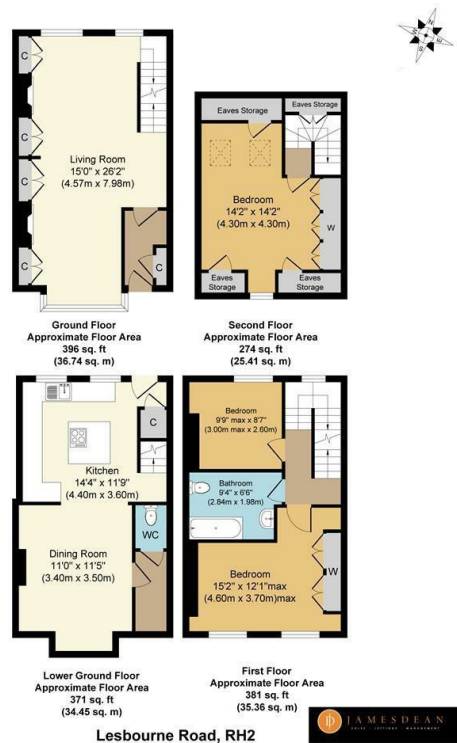 N
E
S
W
C
C
C
C
C
Living Room
15'0" x 26'2"
(4.57m x 7.98m)
Ground Floor
Approximate Floor Area
396 sq. ft
(36.74 sq. m)
Eaves Storage
Eaves Storage
Bedroom
14'2" x 14'2"
(4.30m x 4.30m)
W
Eaves
Storage
Eaves
Storage
Second Floor
Approximate Floor Area
274 sq. ft
(25.41 sq. m)
C
Kitchen
14'4" x 11'9"
(4.40m x 3.60m)
WC
Dining Room
11'0" x 11'5"
(3.40m x 3.50m)
Lower Ground Floor
Approximate Floor Area
371 sq. ft
(34.45 sq. m)
Bedroom
9'9" max x 8'7"
(3.00m max x 2.60m)
Bathroom
9'4" x 6'6"
(2.84m x 1.98m)
Bedroom
15'2" x 12'1"max
(4.60m x 3.70m)max
W
First Floor
Approximate Floor Area
381 sq. ft
(35.36 sq. m)
Lesbourne Road, RH2
JAMESDEAN
SALES · LETTINGS · MANAGEMENT